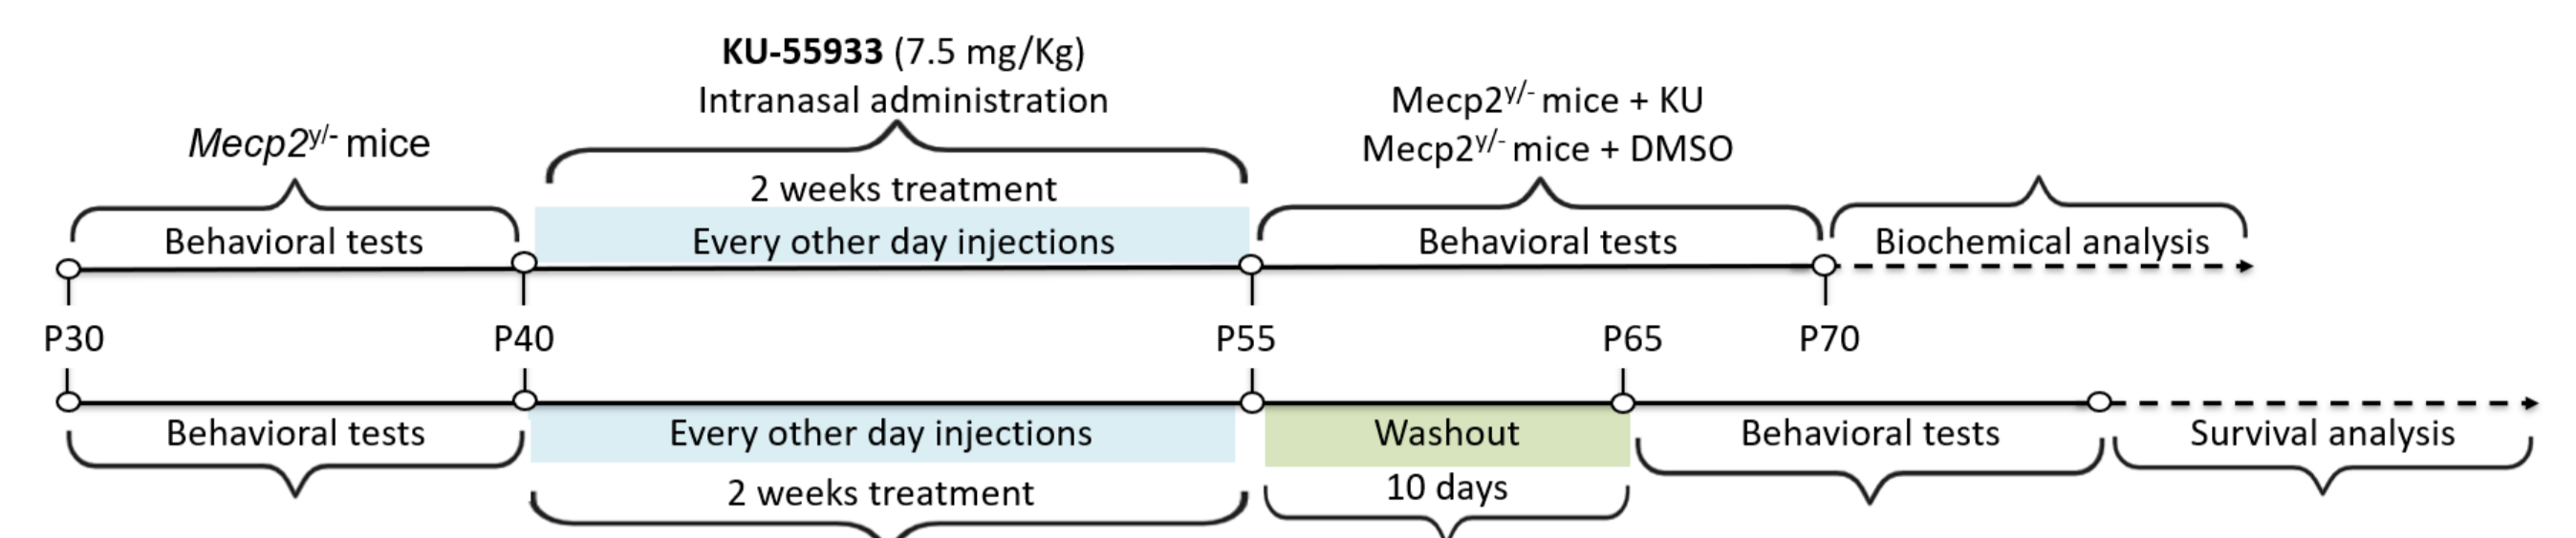 KU-55933 (7.5 mg/Kg)
Intranasal administration
Mecp2y/- mice + KU
Mecp2y/- mice
Mecp2y/- mice + DMSO
2 weeks treatment
Behavioral tests
Every other day injections
Behavioral tests
Biochemical analysis
P30
P40
P55
P65
P70
Behavioral tests
Every other day injections
Washout
Behavioral tests
Survival analysis
2 weeks treatment
10 days